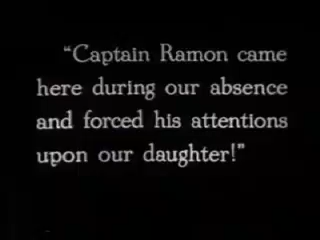 “Captain Ramon came
here during our absence
and forced his attentions
upon our daughter!”